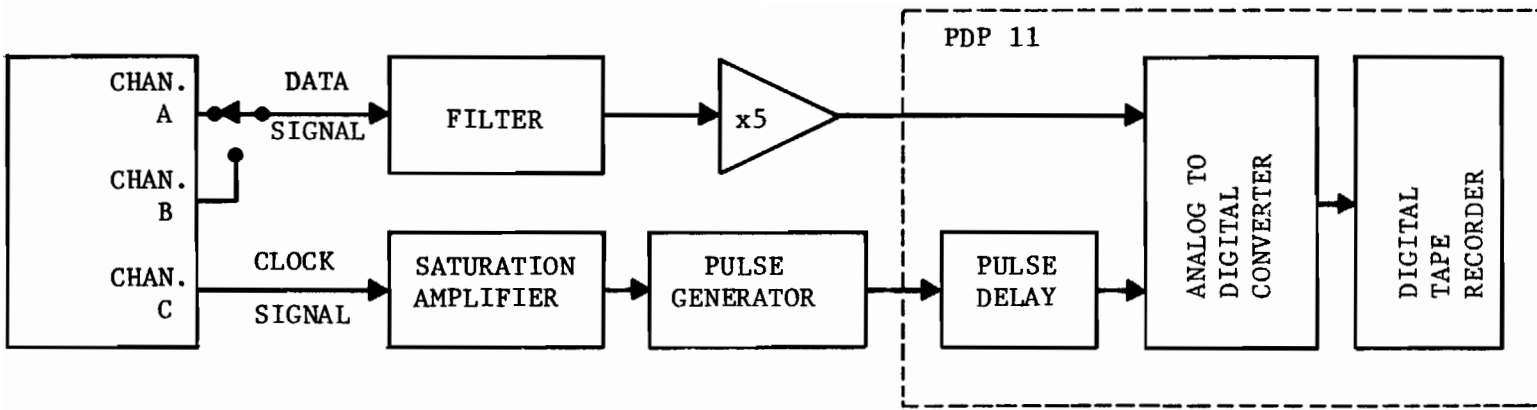 PDP 11
CHAN.
A
DATA
SIGNAL
FILTER
x5
CHAN.
B
CHAN.
C
CLOCK
SIGNAL
SATURATION
AMPLIFIER
PULSE
GENERATOR
PULSE
DELAY
ANALOG TO
DIGITAL
CONVERTER
DIGITAL
TAPE
RECORDER